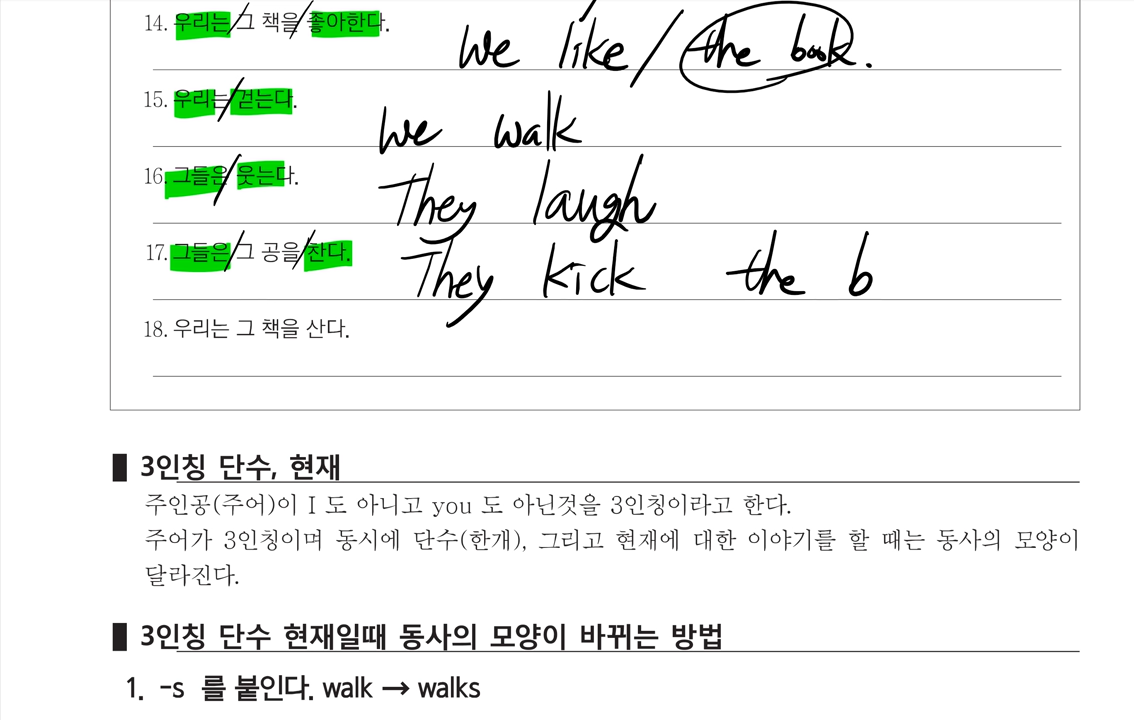 14. 우리는/그 책을/좋아한다.
We like / the book.
15. 우리는/걷는다.
We walk
16. 그들은/웃는다.
They laugh
17. 그들은/그 공을/찬다.
They kick the b
18. 우리는 그 책을 산다.
3인칭 단수, 현재
주인공(주어)이 I 도 아니고 you 도 아닌것을 3인칭이라고 한다.
주어가 3인칭이며 동시에 단수(한개), 그리고 현재에 대한 이야기를 할 때는 동사의 모양이
달라진다.
3인칭 단수 현재일때 동사의 모양이 바뀌는 방법
1. -s 를 붙인다. walk → walks